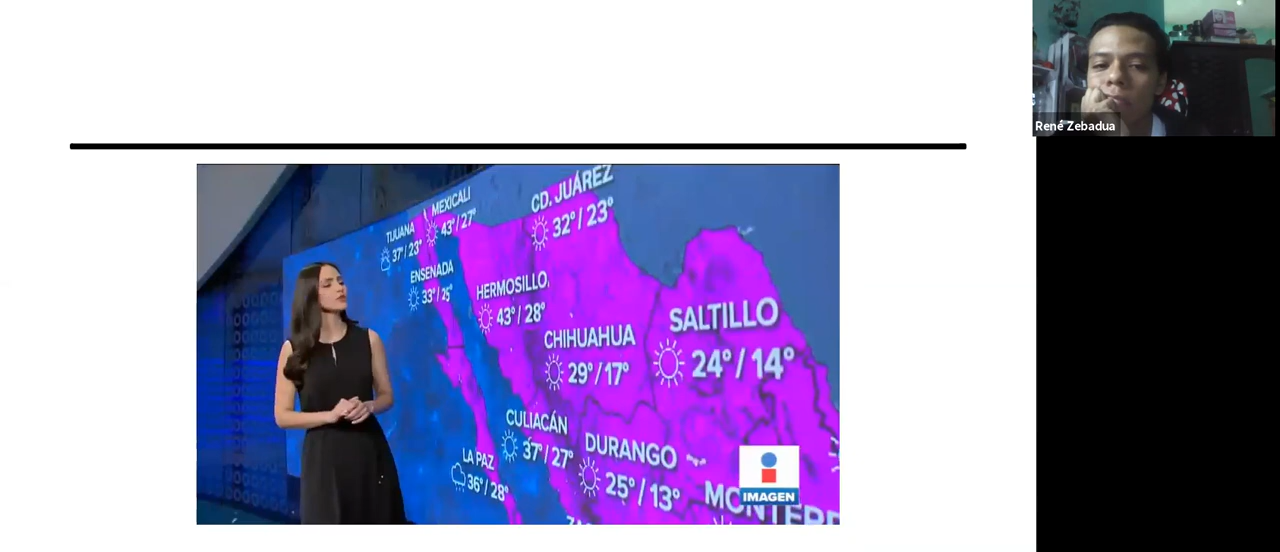 René Zebadua
MEXICALI
43°/27°
CD. JUÁREZ
32°/23°
TIJUANA
37°/23°
ENSENADA
33°/25°
HERMOSILLO
43°/28°
CHIHUAHUA
29°/17°
SALTILLO
24°/14°
CULIACÁN
37°/27°
DURANGO
25°/13°
LA PAZ
36°/28°
MONTERR
IMAGEN